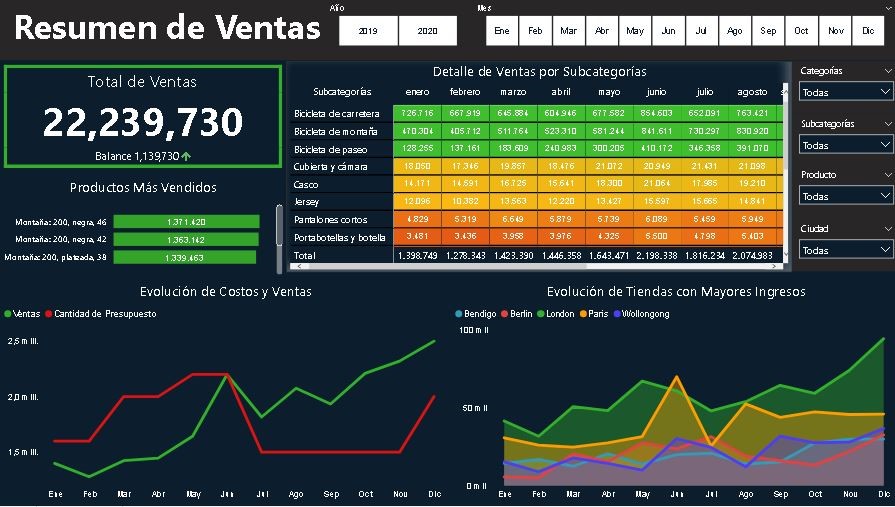 Resumen de Ventas
Año
2019 2020
Mes
Ene Feb Mar Abr May Jun Jul Ago Sep Oct Nov Dic
Total de Ventas
22,239,730
Balance 1,139,730
Productos Más Vendidos
Montaña: 200, negra, 46 1.371.420
Montaña: 200, negra, 42 1.363.142
Montaña: 200, plateada, 38 1.339.463
Detalle de Ventas por Subcategorías
Subcategorías enero febrero marzo abril mayo junio julio agosto
Bicicleta de carretera 726.716 667.919 645.884 604.946 677.582 854.603 652.091 763.421
Bicicleta de montaña 470.304 405.712 511.764 523.310 581.244 841.611 730.297 830.920
Bicicleta de paseo 128.255 137.161 183.609 240.983 300.205 410.172 346.358 391.070
Cubierta y cámara 18.050 17.346 19.857 18.476 21.072 20.949 21.431 21.098
Casco 14.171 14.591 16.725 15.641 18.300 21.064 17.985 19.210
Jersey 12.096 10.382 13.563 12.220 13.427 15.597 15.665 14.841
Pantalones cortos 4.829 5.319 6.649 5.879 5.739 6.089 5.459 5.949
Portabotellas y botella 3.481 3.436 3.958 3.976 4.325 5.500 4.798 5.403
Total 1.398.749 1.278.343 1.423.390 1.446.358 1.643.471 2.198.338 1.816.234 2.074.983
Categorías
Todas
Subcategorías
Todas
Producto
Todas
Ciudad
Todas
Evolución de Costos y Ventas
Ventas Cantidad de Presupuesto
2,5 mill.
2,0 mill.
1,5 mill.
Ene Feb Mar Abr May Jun Jul Ago Sep Oct Nov Dic
Evolución de Tiendas con Mayores Ingresos
Bendigo Berlin London Paris Wollongong
100 mil
50 mil
0 mil
Ene Feb Mar Abr May Jun Jul Ago Sep Oct Nov Dic